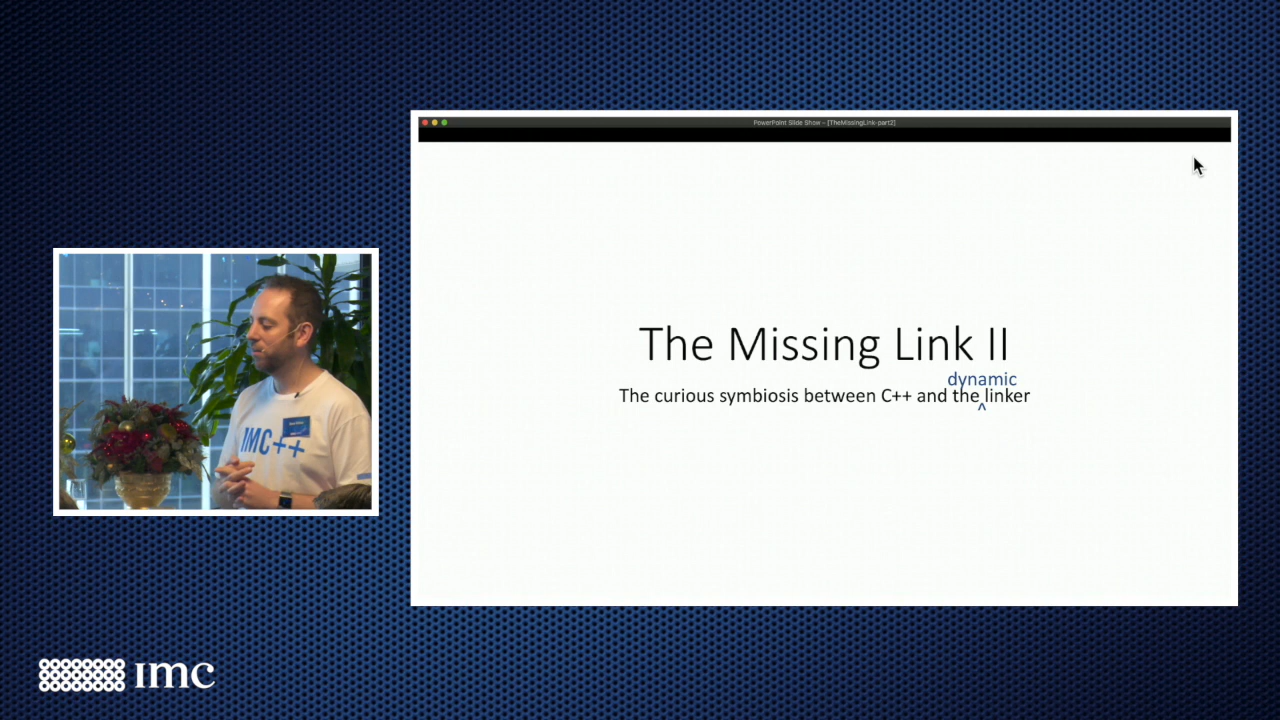 PowerPoint Slide Show - [TheMissingLink-part2]
The Missing Link II
dynamic
The curious symbiosis between C++ and the linker
^
IMC++
imc